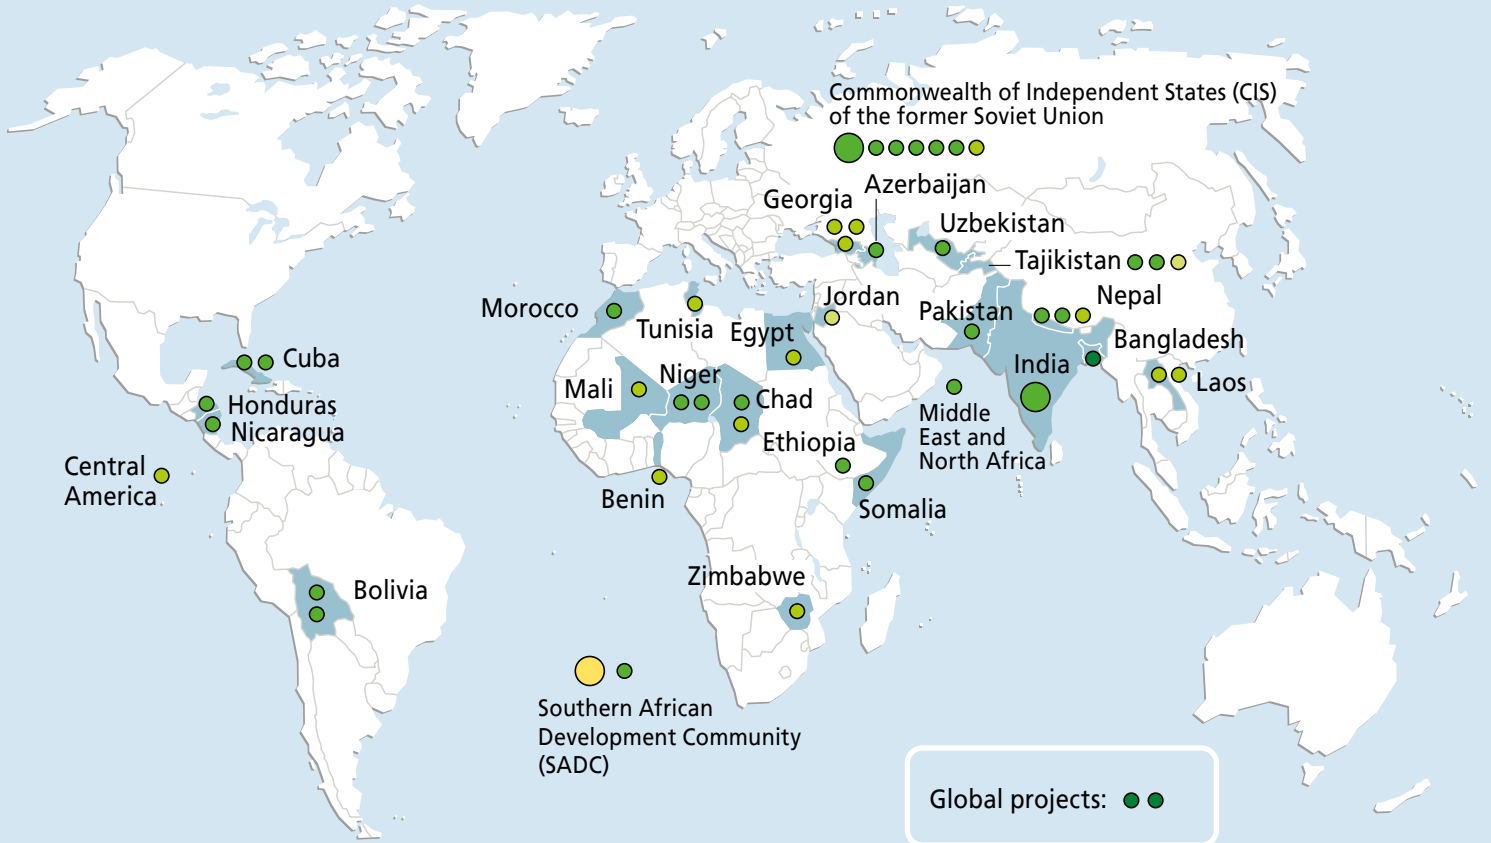 Commonwealth of Independent States (CIS)
of the former Soviet Union
Azerbaijan
Georgia
Uzbekistan
Tajikistan
Jordan
Nepal
Morocco
Tunisia
Egypt
Pakistan
Bangladesh
Cuba
India
Laos
Mali
Niger
Chad
Honduras
Nicaragua
Middle
East and
North Africa
Ethiopia
Central
America
Benin
Somalia
Zimbabwe
Bolivia
Southern African
Development Community
(SADC)
Global projects: